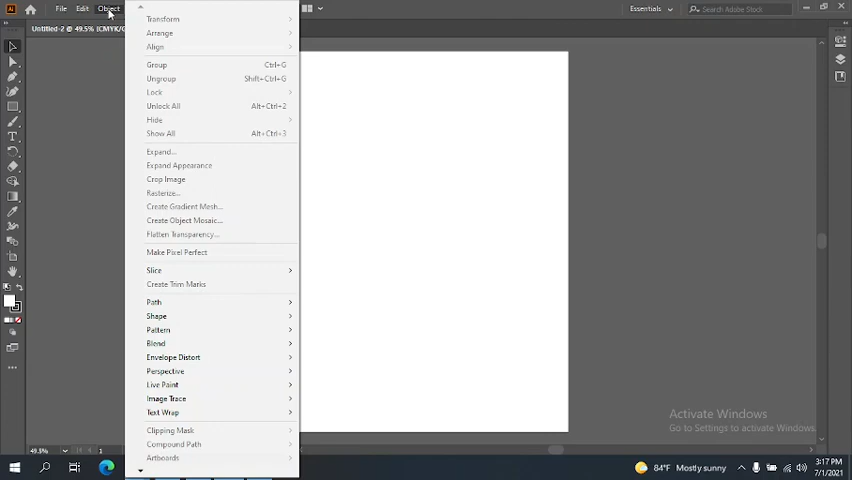 Ai File Edit Object Essentials Search Adobe Stock
Untitled-2 @ 49.5% (CMYK/G
Transform
Arrange
Align
Group Ctrl+G
Ungroup Shift+Ctrl+G
Lock
Unlock All Alt+Ctrl+2
Hide
Show All Alt+Ctrl+3
Expand...
Expand Appearance
Crop Image
Rasterize...
Create Gradient Mesh...
Create Object Mosaic...
Flatten Transparency...
Make Pixel Perfect
Slice
Create Trim Marks
Path
Shape
Pattern
Blend
Envelope Distort
Perspective
Live Paint
Image Trace
Text Wrap
Clipping Mask
Compound Path
Artboards
Activate Windows
Go to Settings to activate Windows.
49.5% 1
84°F Mostly sunny
3:17 PM
7/1/2021